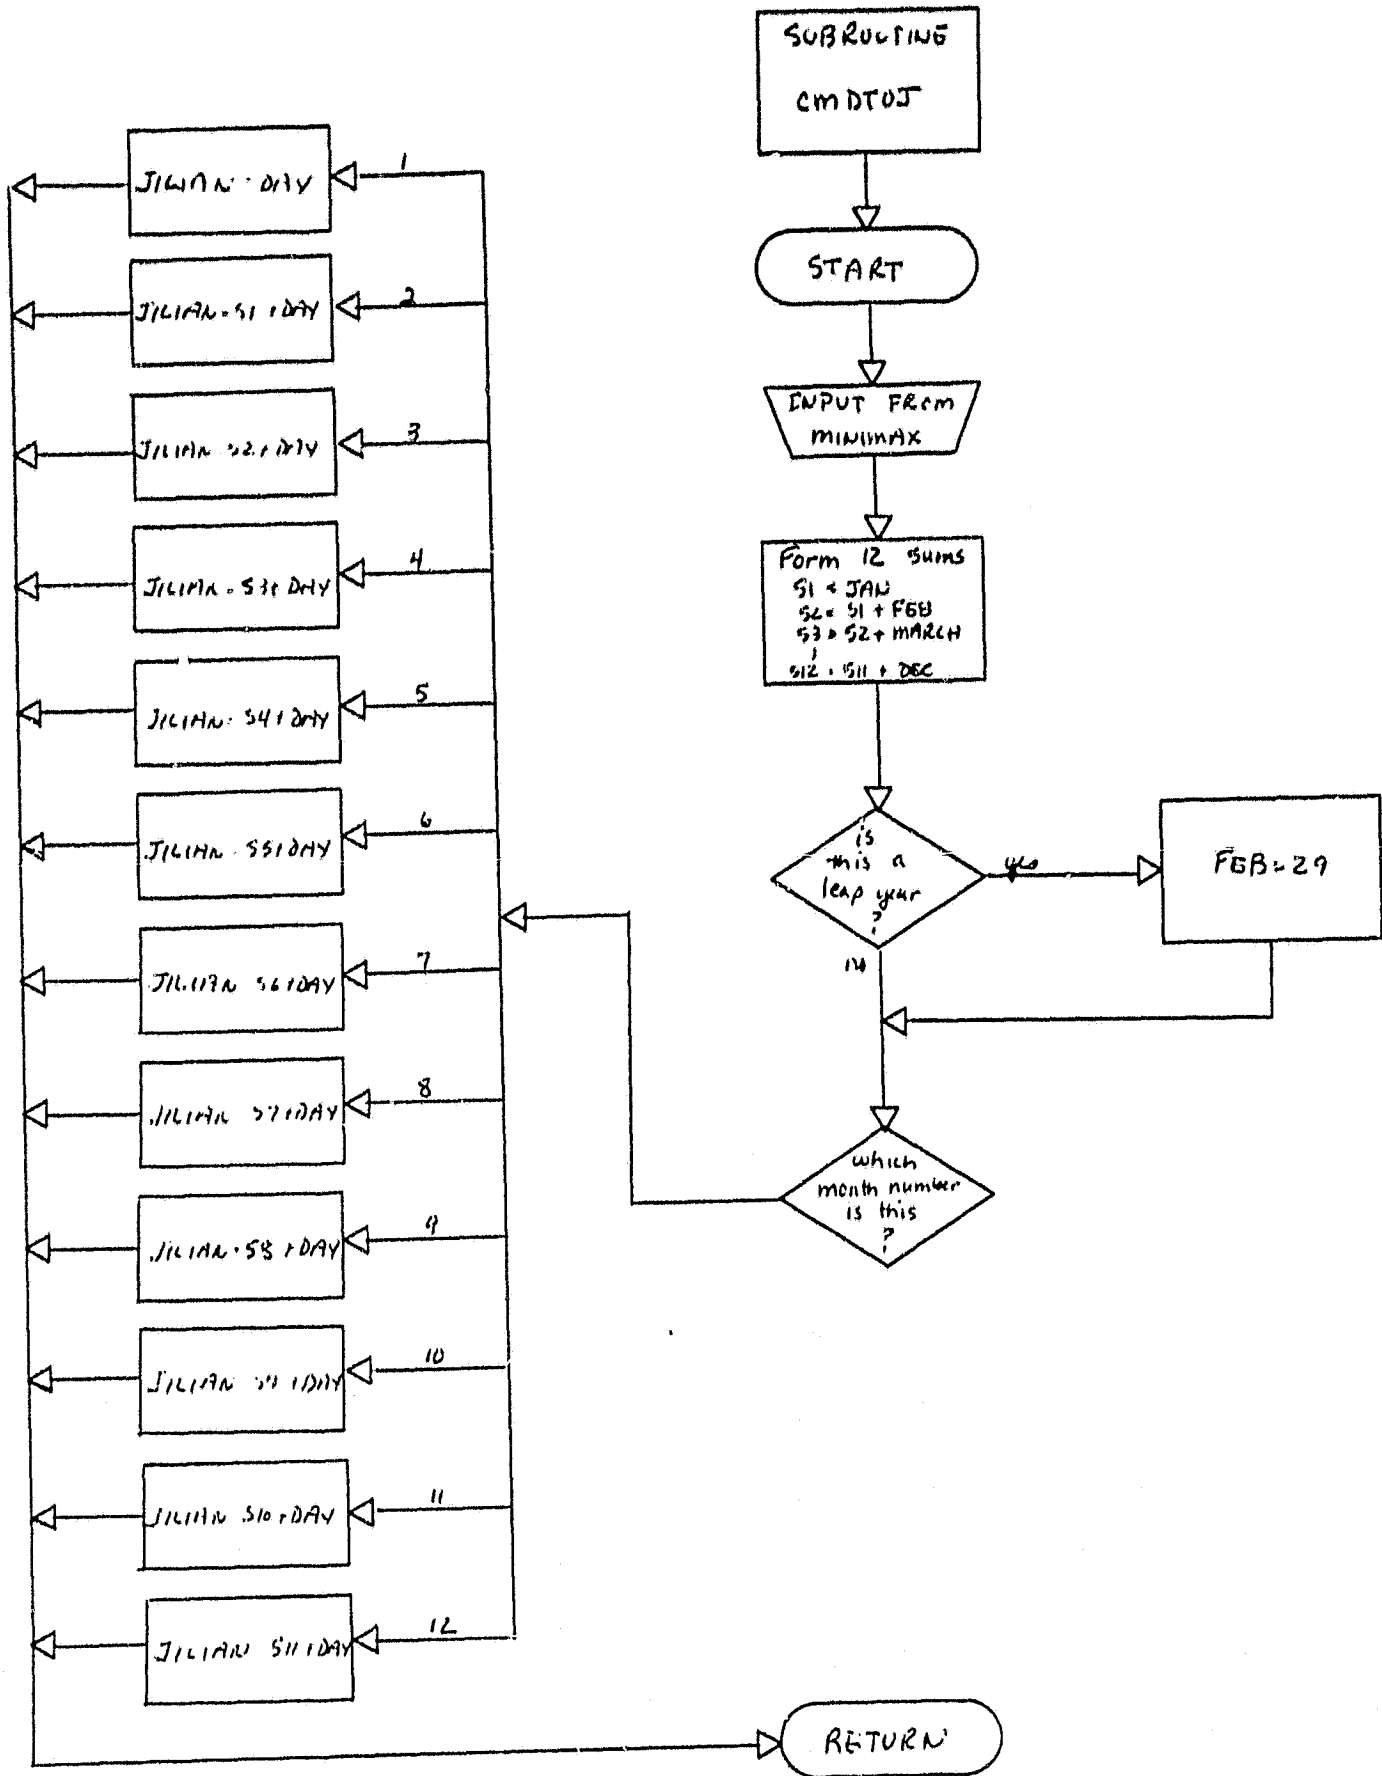 SUBROUTINE
CMDTOJ
START
INPUT FROM
MINIMAX
Form 12 sums
S1 = JAN
S2 = S1 + FEB
S3 = S2 + MARCH
S12 = S11 + DEC
is
this a
leap year
?
yes
FEB = 29
no
which
month number
is this
?
1
JILIAN = DAY
2
JILIAN = S1 + DAY
3
JILIAN S2 + DAY
4
JILIAN = S3 + DAY
5
JILIAN = S4 + DAY
6
JILIAN = S5 + DAY
7
JILIAN S6 + DAY
8
JILIAN S7 + DAY
9
JILIAN = S8 + DAY
10
JILIAN S9 + DAY
11
JILIAN S10 + DAY
12
JILIAN S11 + DAY
RETURN